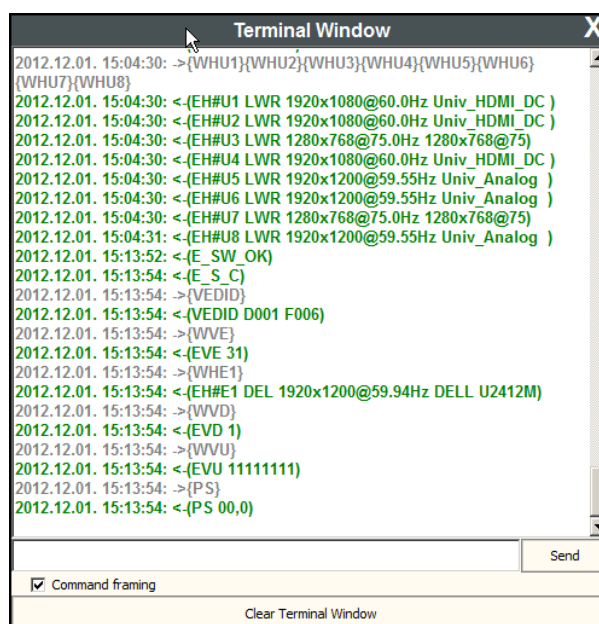 Terminal Window X
2012.12.01. 15:04:30: ->{WHU1}{WHU2}{WHU3}{WHU4}{WHU5}{WHU6}
{WHU7}{WHU8}
2012.12.01. 15:04:30: <-(EH#U1 LWR 1920x1080@60.0Hz Univ_HDMI_DC )
2012.12.01. 15:04:30: <-(EH#U2 LWR 1920x1080@60.0Hz Univ_HDMI_DC )
2012.12.01. 15:04:30: <-(EH#U3 LWR 1280x768@75.0Hz 1280x768@75)
2012.12.01. 15:04:30: <-(EH#U4 LWR 1920x1080@60.0Hz Univ_HDMI_DC )
2012.12.01. 15:04:30: <-(EH#U5 LWR 1920x1200@59.55Hz Univ_Analog )
2012.12.01. 15:04:30: <-(EH#U6 LWR 1920x1200@59.55Hz Univ_Analog )
2012.12.01. 15:04:30: <-(EH#U7 LWR 1280x768@75.0Hz 1280x768@75)
2012.12.01. 15:04:31: <-(EH#U8 LWR 1920x1200@59.55Hz Univ_Analog )
2012.12.01. 15:13:52: <-(E_SW_OK)
2012.12.01. 15:13:54: <-(E_S_C)
2012.12.01. 15:13:54: ->{VEDID}
2012.12.01. 15:13:54: <-(VEDID D001 F006)
2012.12.01. 15:13:54: ->{WVE}
2012.12.01. 15:13:54: <-(EVE 31)
2012.12.01. 15:13:54: ->{WHE1}
2012.12.01. 15:13:54: <-(EH#E1 DEL 1920x1200@59.94Hz DELL U2412M)
2012.12.01. 15:13:54: ->{WVD}
2012.12.01. 15:13:54: <-(EVD 1)
2012.12.01. 15:13:54: ->{WVU}
2012.12.01. 15:13:54: <-(EVU 11111111)
2012.12.01. 15:13:54: ->{PS}
2012.12.01. 15:13:54: <-(PS 00,0)
Send
Command framing
Clear Terminal Window